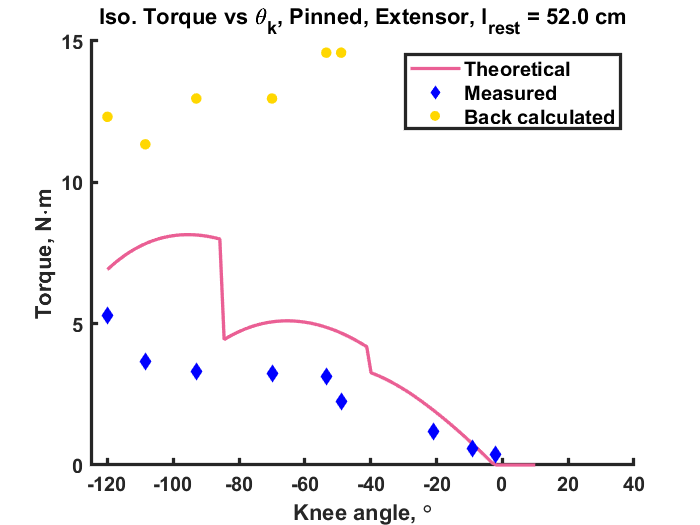 Iso. Torque vs θk, Pinned, Extensor, lrest = 52.0 cm
15
10
5
0
Torque, N·m
Theoretical
Measured
Back calculated
-120 -100 -80 -60 -40 -20 0 20 40
Knee angle, °